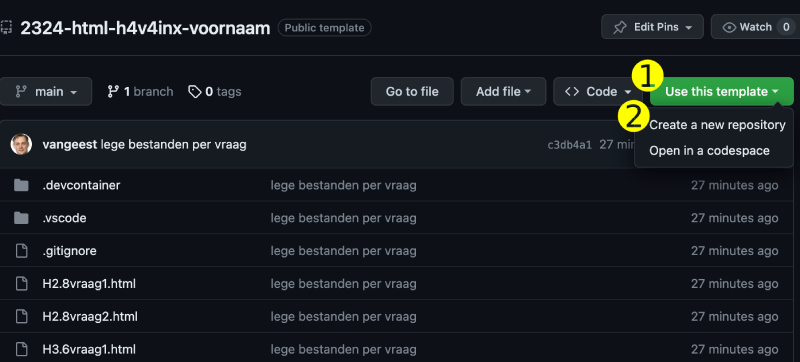 2324-html-h4v4inx-voornaam Public template Edit Pins Watch 0
main 1 branch 0 tags Go to file Add file <> Code 1 Use this template
2 Create a new repository
Open in a codespace
vangeest lege bestanden per vraag c3db4a1 27 min
.devcontainer lege bestanden per vraag 27 minutes ago
.vscode lege bestanden per vraag 27 minutes ago
.gitignore lege bestanden per vraag 27 minutes ago
H2.8vraag1.html lege bestanden per vraag 27 minutes ago
H2.8vraag2.html lege bestanden per vraag 27 minutes ago
H3.6vraag1.html lege bestanden per vraag 27 minutes ago